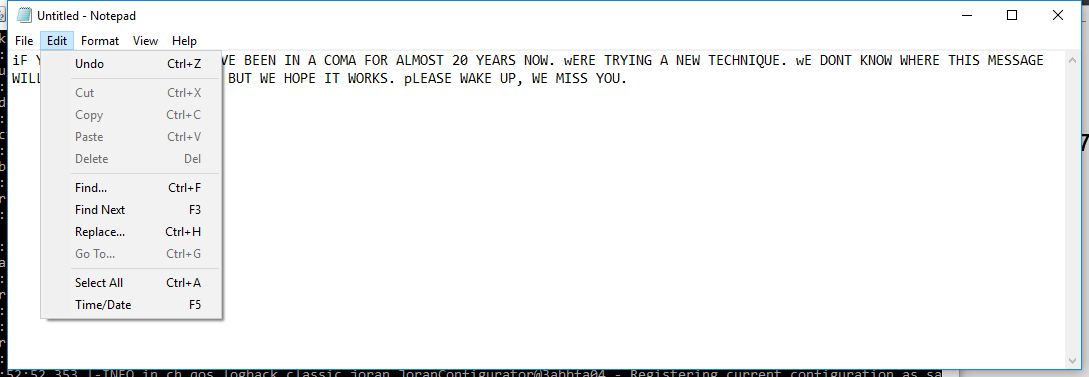 Untitled - Notepad
File Edit Format View Help
iF Y VE BEEN IN A COMA FOR ALMOST 20 YEARS NOW. wERE TRYING A NEW TECHNIQUE. wE DONT KNOW WHERE THIS MESSAGE
WILL BUT WE HOPE IT WORKS. pLEASE WAKE UP, WE MISS YOU.
Undo Ctrl+Z
Cut Ctrl+X
Copy Ctrl+C
Paste Ctrl+V
Delete Del
Find... Ctrl+F
Find Next F3
Replace... Ctrl+H
Go To... Ctrl+G
Select All Ctrl+A
Time/Date F5
:52:52,353 |-INFO in ch.qos.logback.classic.joran.JoranConfigurator@3abbfa04 - Registering current configuration as sa